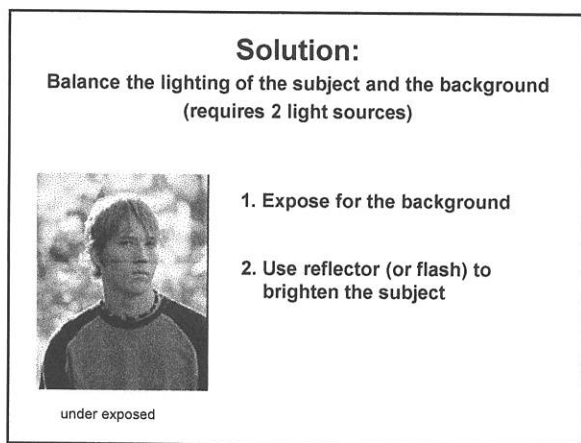 Solution:
Balance the lighting of the subject and the background
(requires 2 light sources)
1. Expose for the background
2. Use reflector (or flash) to
brighten the subject
under exposed